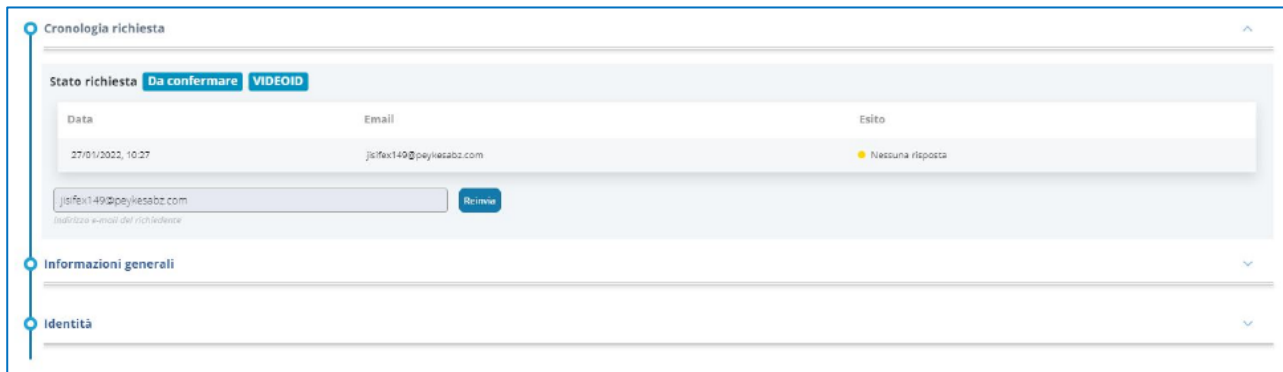 Cronologia richiesta
Stato richiesta Da confermare VIDEOID
Data Email Esito
27/01/2022, 10:27 jisifex149@peykesabz.com Nessuna risposta
jisifex149@peykesabz.com Reinvia
Indirizzo e-mail del richiedente
Informazioni generali
Identità